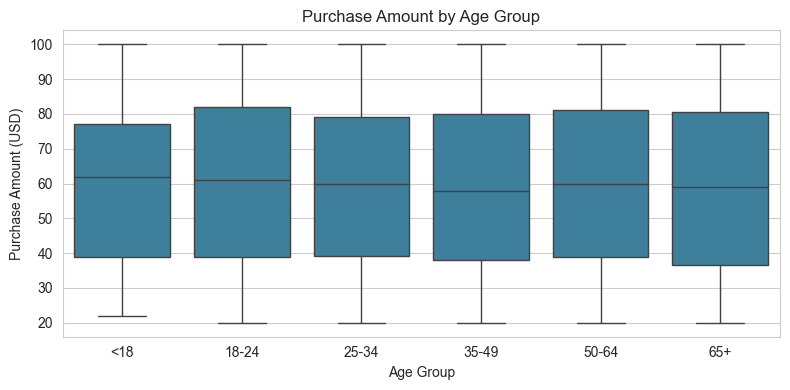 Purchase Amount by Age Group
Purchase Amount (USD)
100
90
80
70
60
50
40
30
20
<18 18-24 25-34 35-49 50-64 65+
Age Group